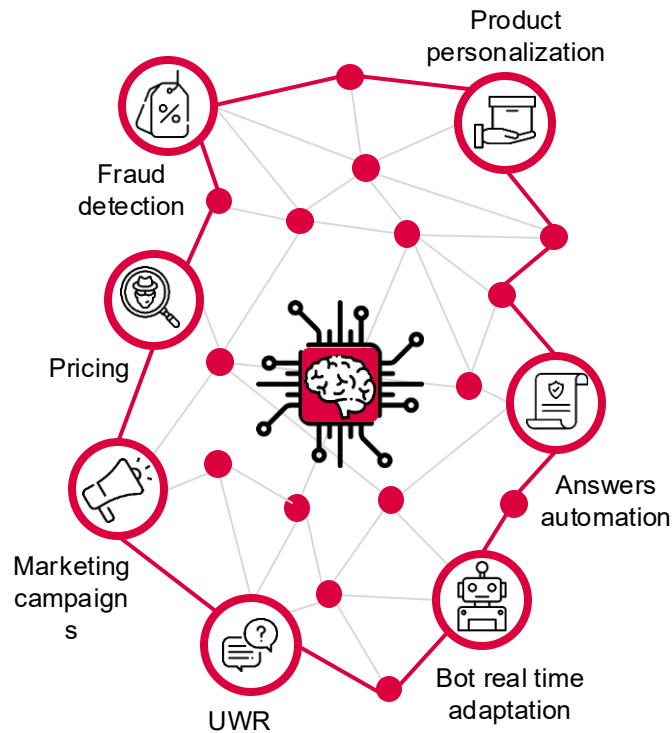 Product
personalization
Fraud
detection
Pricing
Answers
automation
Marketing
campaign
s
Bot real time
adaptation
UWR